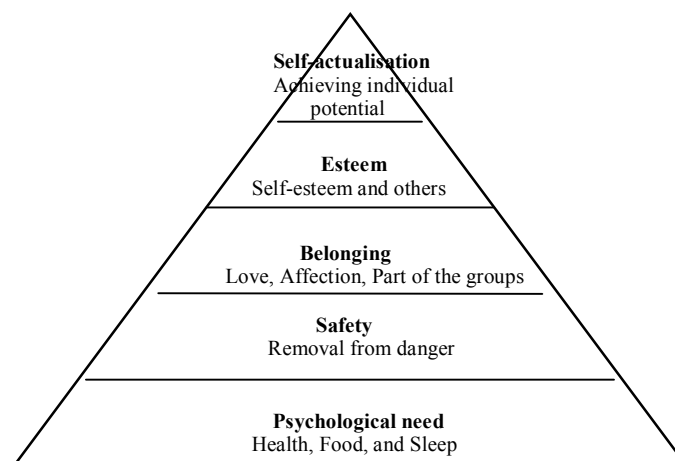 Self-actualisation
Achieving individual
potential
Esteem
Self-esteem and others
Belonging
Love, Affection, Part of the groups
Safety
Removal from danger
Psychological need
Health, Food, and Sleep